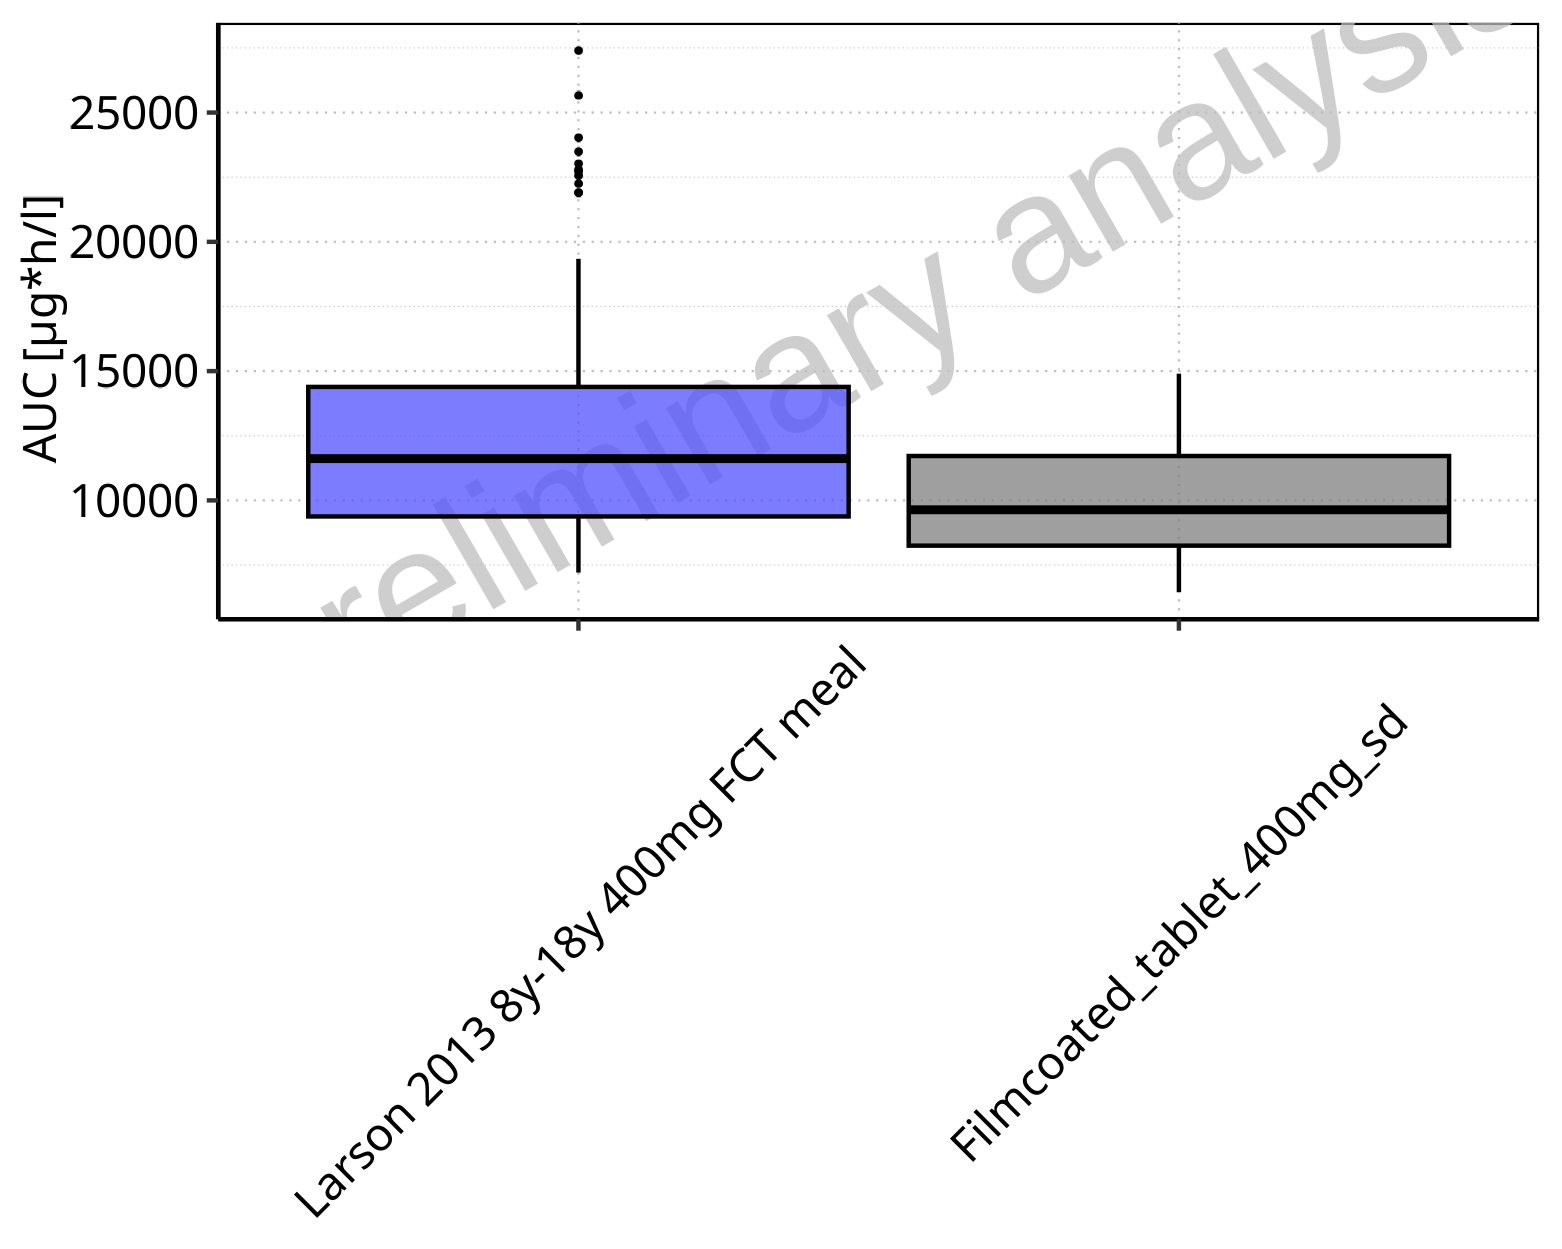 AUC [µg*h/l]
25000
20000
15000
10000
reliminary analysis
Larson 2013 8y-18y 400mg FCT meal
Filmcoated_tablet_400mg_sd